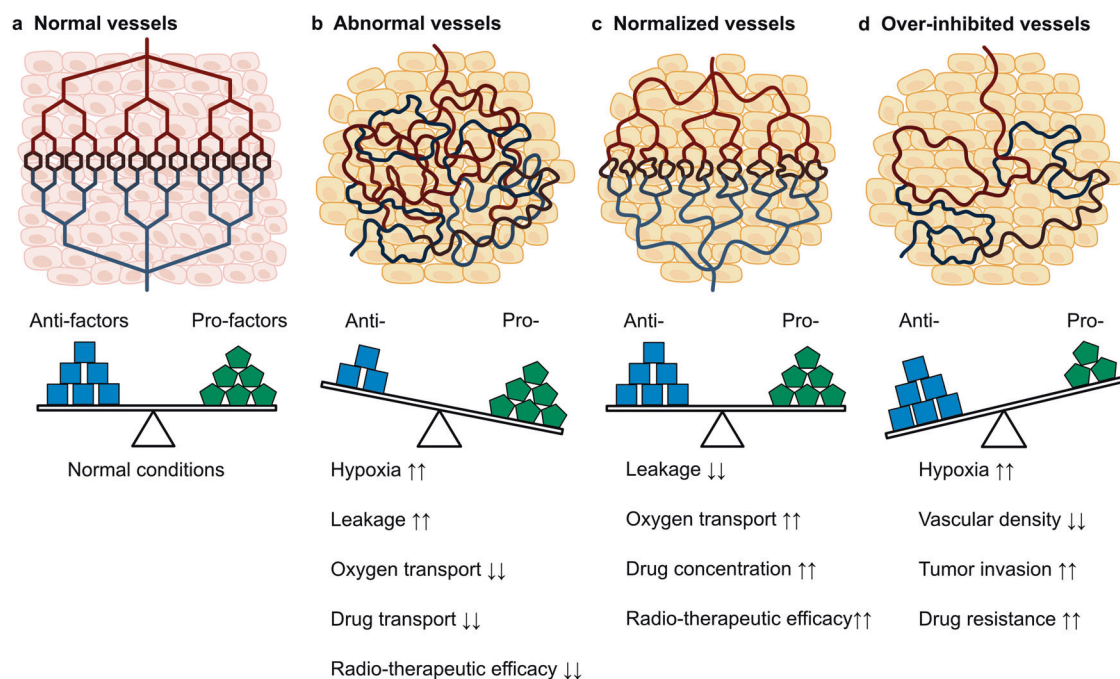 a Normal vessels
b Abnormal vessels
c Normalized vessels
d Over-inhibited vessels
Anti-factors Pro-factors
Anti- Pro-
Anti- Pro-
Anti- Pro-
Normal conditions
Hypoxia ↑↑
Leakage ↑↑
Oxygen transport ↓↓
Drug transport ↓↓
Radio-therapeutic efficacy ↓↓
Leakage ↓↓
Oxygen transport ↑↑
Drug concentration ↑↑
Radio-therapeutic efficacy↑↑
Hypoxia ↑↑
Vascular density ↓↓
Tumor invasion ↑↑
Drug resistance ↑↑